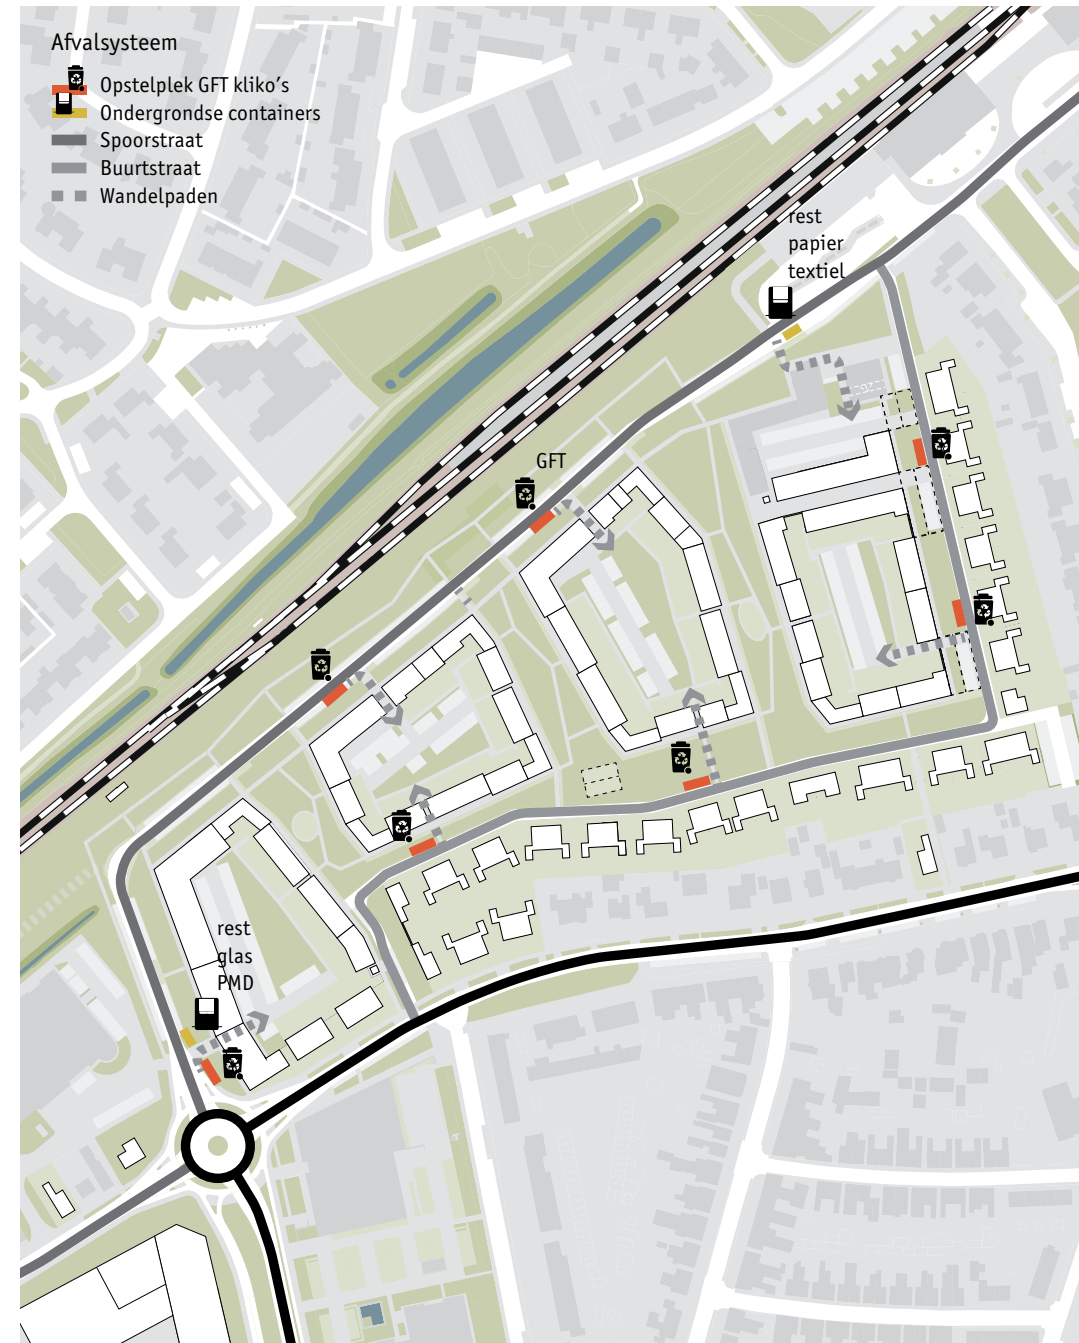 Afvalsysteem
Opstelplek GFT kliko's
Ondergrondse containers
Spoorstraat
Buurtstraat
Wandelpaden
rest
papier
textiel
GFT
rest
glas
PMD